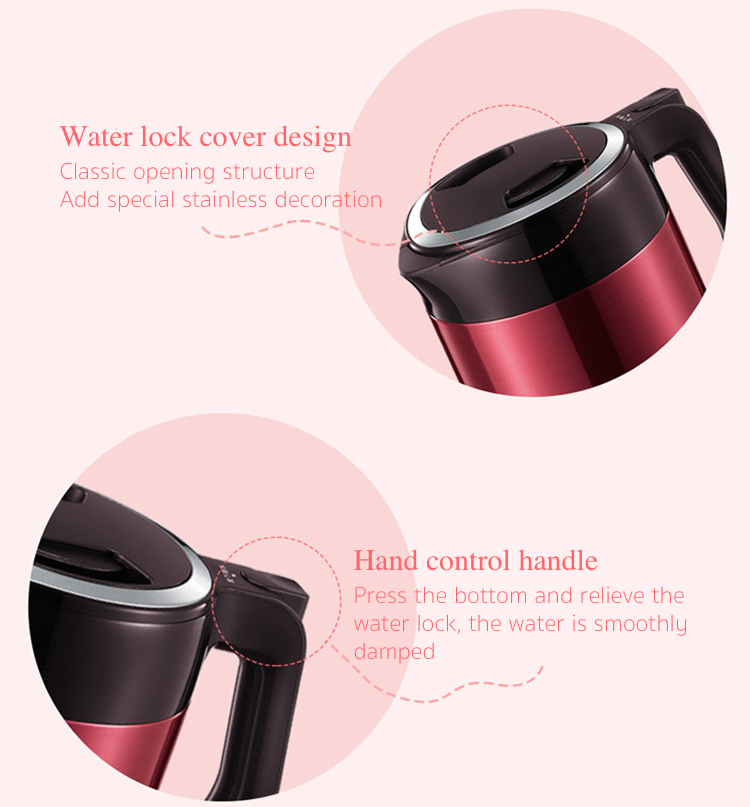 Water lock cover design
Classic opening structure
Add special stainless decoration
Hand control handle
Press the bottom and relieve the
water lock, the water is smoothly
damped